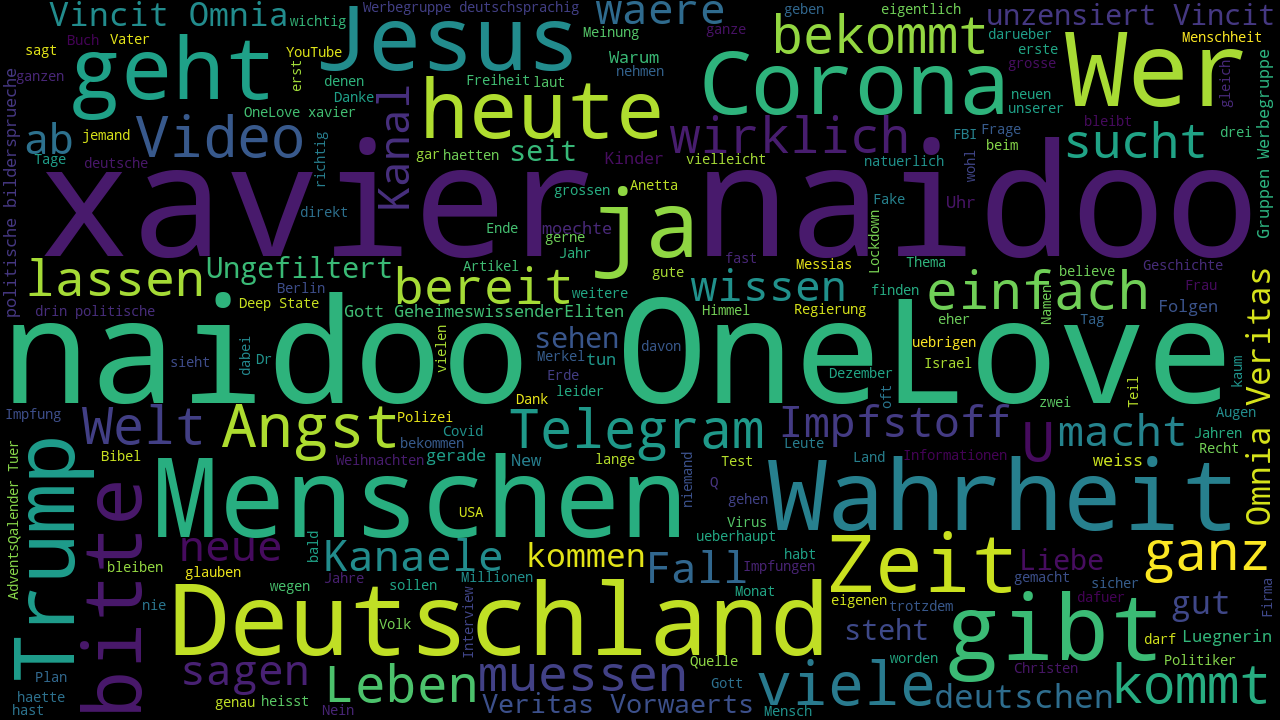 Vincit Omnia
wichtig
Werbegruppe deutschsprachig
waere
geben
eigentlich
unzensiert Vincit
sagt
Buch
Vater
Jesus
Meinung
ganze
bekommt
darueber
Menschheit
ganzen
geht
YouTube
erst
denen
Warum
nehmen
erste
grosse
Wer
gleich
Danke
Freiheit
laut
Corona
neuen
unserer
OneLove xavier
Kanal
heute
bleibt
drei
Gruppen Werbegruppe
ab
jemand
Video
wirklich
FBI
Frage
sucht
Tage
deutsche
richtig
gar
haetten
seit
Kinder
vielleicht
natuerlich
wohl
beim
politische bildersprueche
xavier naidoo
grossen
Anetta
Fake
Uhr
direkt
Ende
moechte
ja
gerne
Lockdown
lassen
Ungefiltert
Artikel
Jahr
gute
fast
Messias
Thema
believe
Geschichte
Berlin
bereit
weitere
wissen
finden
einfach
Frau
drin politische
Deep State
Gott GeheimeswissenderEliten
Himmel
Regierung
eher
Namen
Tag
Folgen
Omnia Veritas
naidoo OneLove
sieht
dabei
Dr
vielen
sehen
Merkel
tun
davon
uebrigen
Israel
Erde
leider
Dezember
oft
zwei
Teil
kaum
Impfung
Welt
Angst
Polizei
Dank
Telegram
Impfstoff
U
macht
Augen
Jahren
Recht
AdventsQalender Tuer
Trump
Bibel
Covid
bekommen
Weihnachten
gerade
New
lange
Test
Leute
Land
Informationen
weiss
bitte
Menschen
USA
niemand
Q
gehen
Wahrheit
Virus
ueberhaupt
bleiben
neue
glauben
bald
Kanaele
kommen
Fall
habt
Impfungen
Zeit
Liebe
gemacht
ganz
nie
wegen
Jahre
sollen
Millionen
Monat
eigenen
trotzdem
sicher
dafuer
gut
Firma
Deutschland
Volk
Interview
steht
gibt
darf
Luegnerin
Plan
sagen
Quelle
worden
Christen
Politiker
haette
hast
genau
heisst
Leben
muessen
Gott
viele
deutschen
kommt
Nein
Veritas Vorwaerts
Mensch